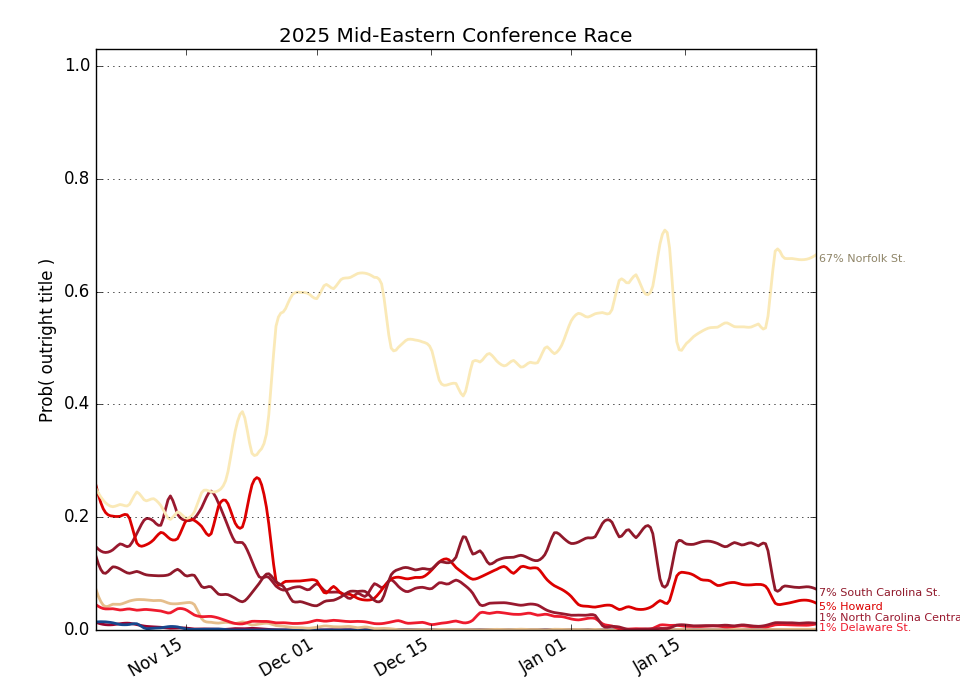 2025 Mid-Eastern Conference Race
Prob( outright title )
1.0
0.8
0.6
0.4
0.2
0.0
Nov 15
Dec 01
Dec 15
Jan 01
Jan 15
67% Norfolk St.
7% South Carolina St.
5% Howard
1% North Carolina Centra
1% Delaware St.